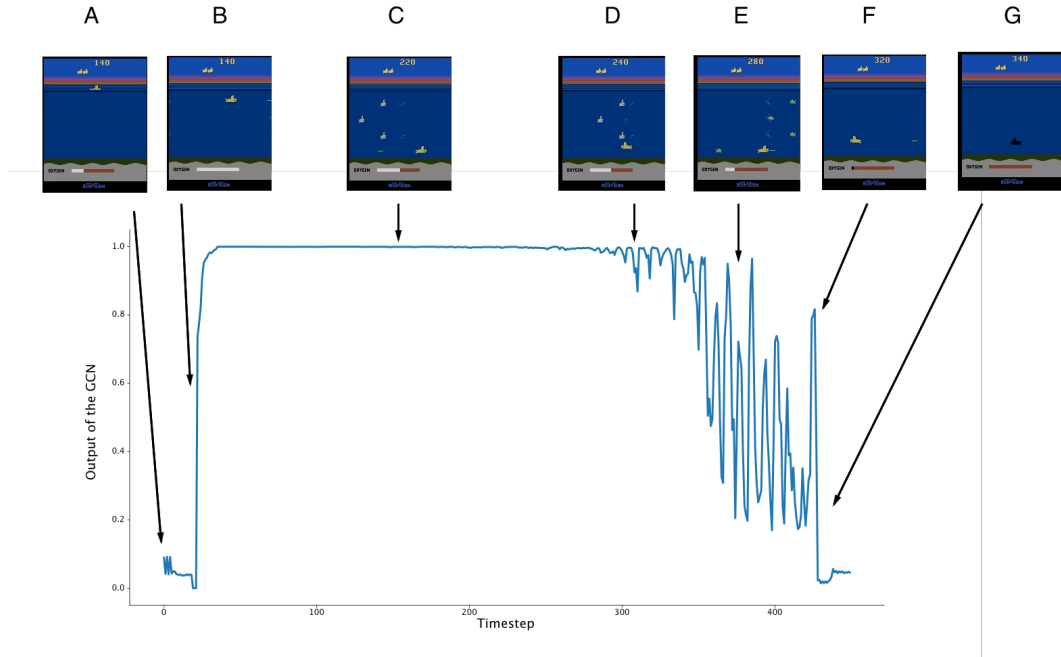 A B C D E F G
140 140 220 240 280 320 340
OXYGEN OXYGEN OXYGEN OXYGEN OXYGEN OXYGEN OXYGEN
1.0
0.8
0.6
0.4
0.2
0.0
Output of the GCN
0 100 200 300 400
Timestep